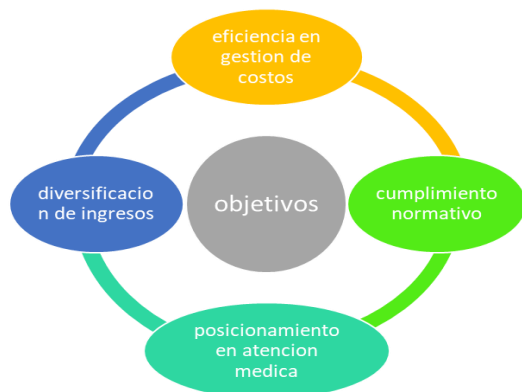 eficiencia en
gestion de
costos
diversificacio
n de ingresos
objetivos
cumplimiento
normativo
posicionamiento
en atencion
medica